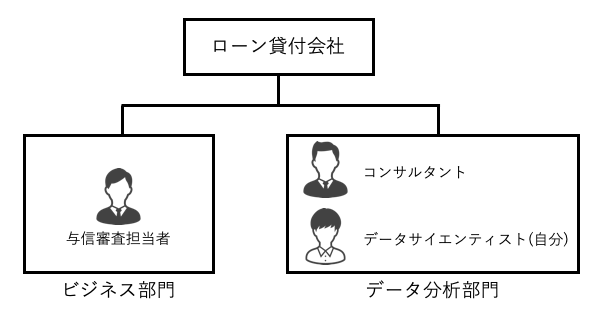 ローン貸付会社
与信審査担当者
ビジネス部門
コンサルタント
データサイエンティスト(自分)
データ分析部門